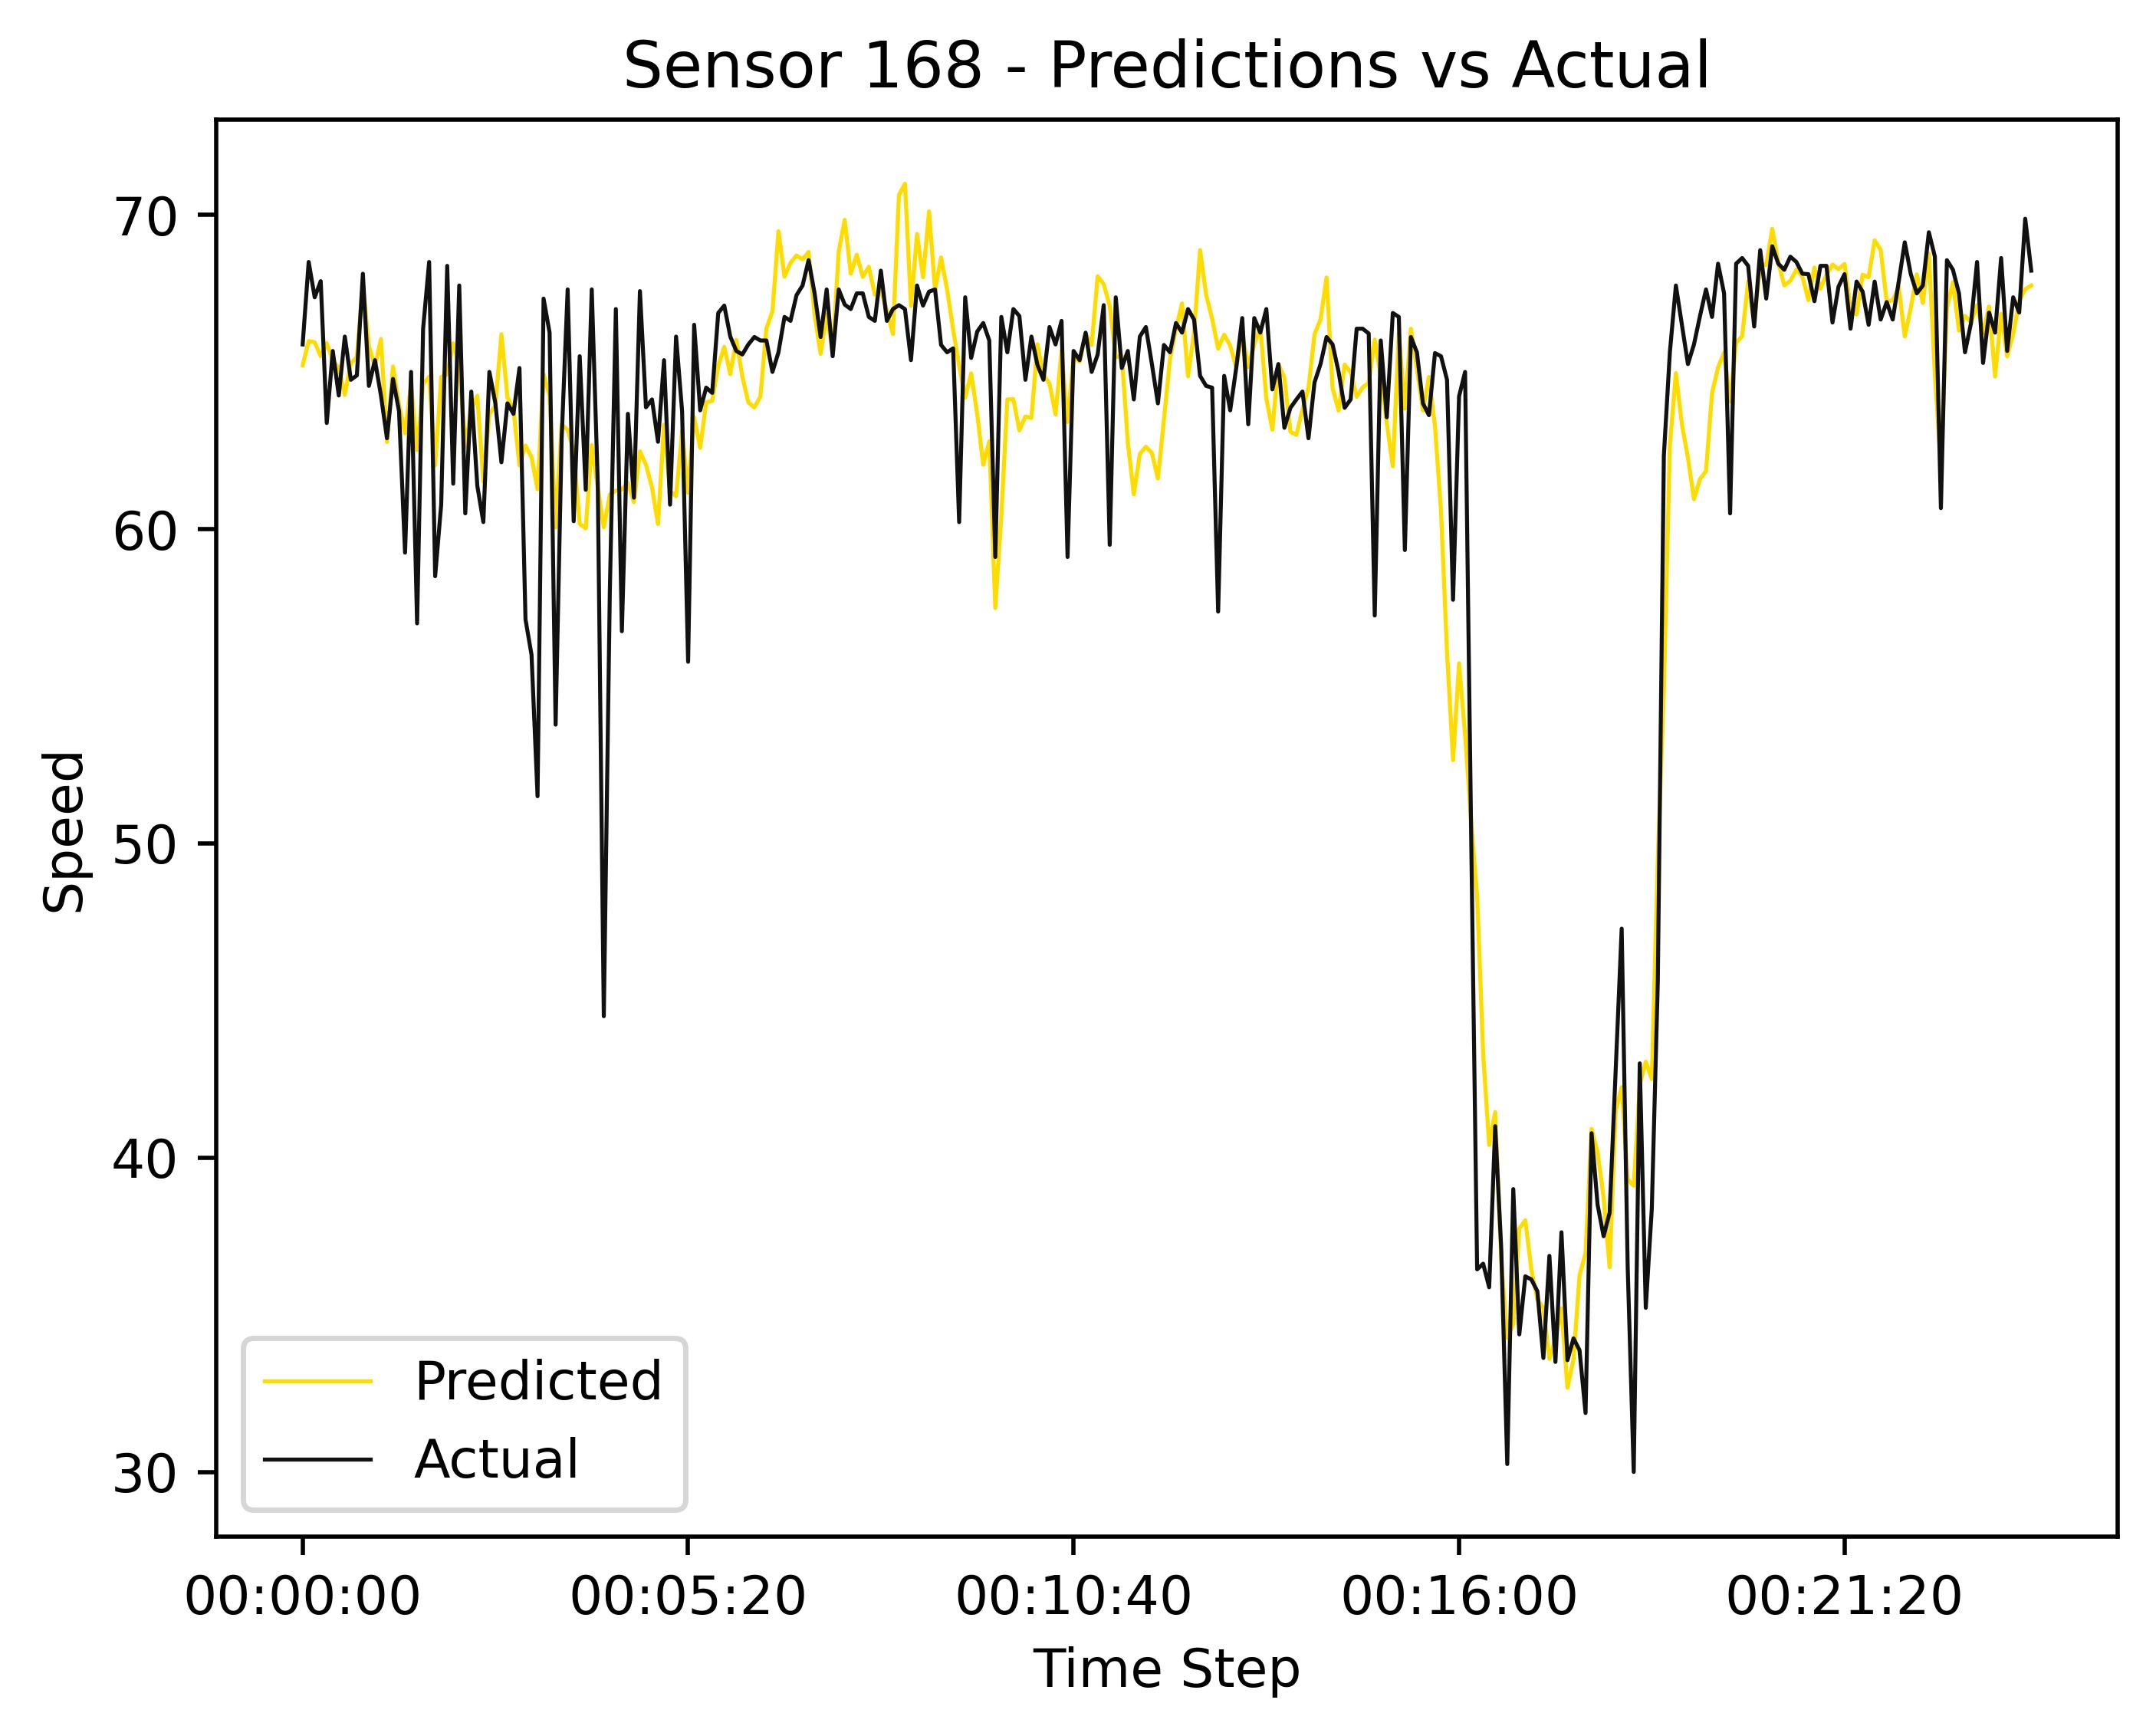 Sensor 168 - Predictions vs Actual
70
60
50
40
30
Speed
Predicted
Actual
00:00:00 00:05:20 00:10:40 00:16:00 00:21:20
Time Step